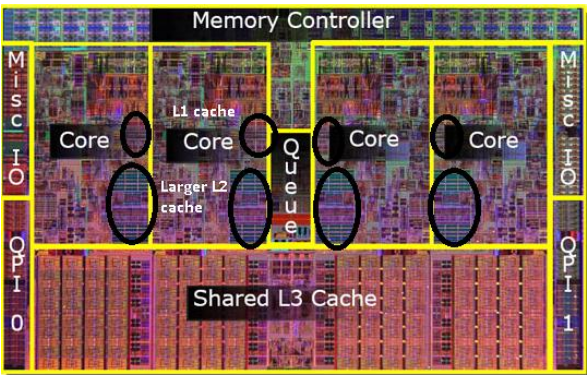 Memory Controller
Misc IO
Misc IO
L1 cache
Core
Core
Core
Core
Queue
Larger L2
cache
QPI 0
QPI 1
Shared L3 Cache